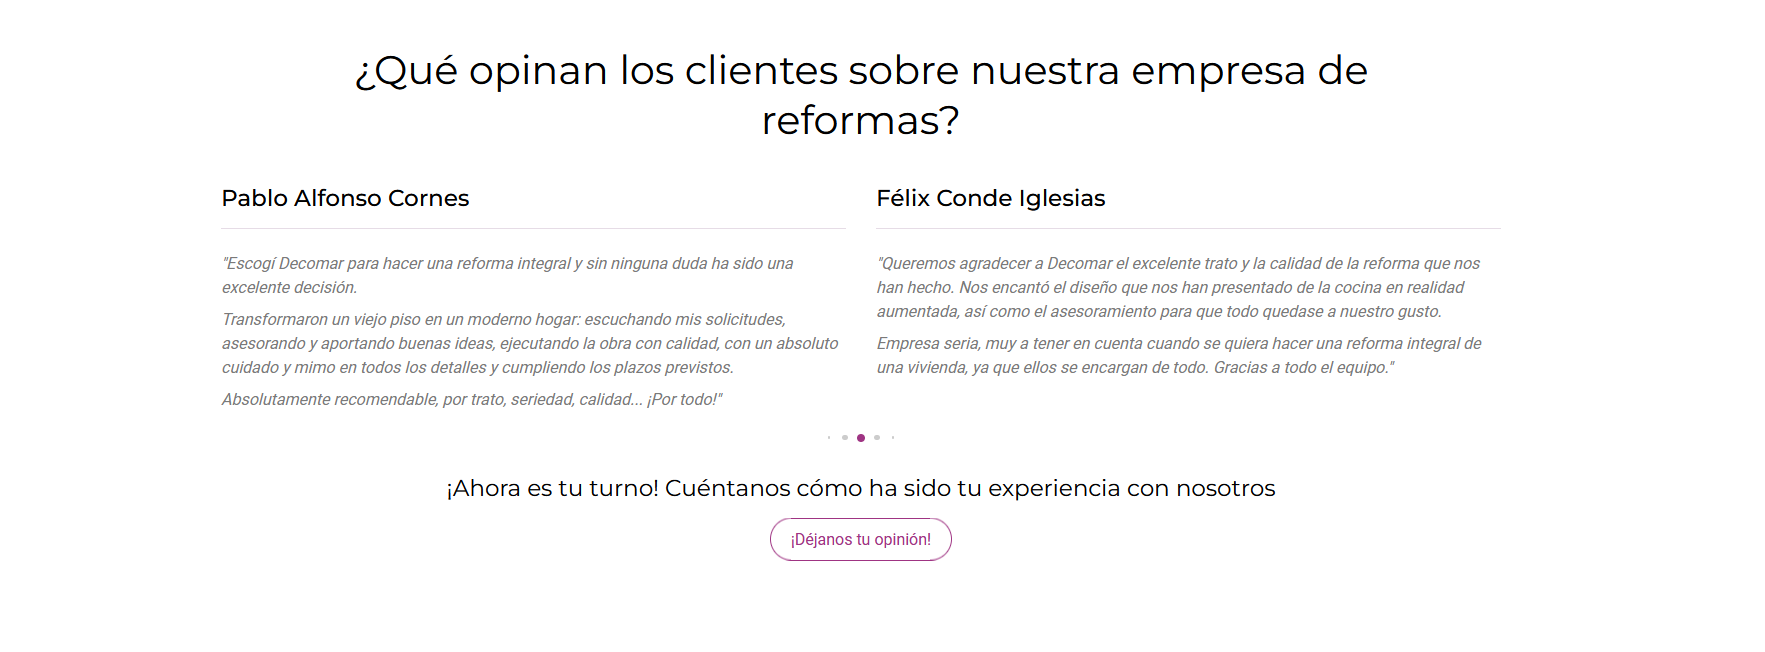 ¿Qué opinan los clientes sobre nuestra empresa de
reformas?
Pablo Alfonso Cornes
"Escogí Decomar para hacer una reforma integral y sin ninguna duda ha sido una
excelente decisión.
Transformaron un viejo piso en un moderno hogar: escuchando mis solicitudes,
asesorando y aportando buenas ideas, ejecutando la obra con calidad, con un absoluto
cuidado y mimo en todos los detalles y cumpliendo los plazos previstos.
Absolutamente recomendable, por trato, seriedad, calidad... ¡Por todo!"
Félix Conde Iglesias
"Queremos agradecer a Decomar el excelente trato y la calidad de la reforma que nos
han hecho. Nos encantó el diseño que nos han presentado de la cocina en realidad
aumentada, así como el asesoramiento para que todo quedase a nuestro gusto.
Empresa seria, muy a tener en cuenta cuando se quiera hacer una reforma integral de
una vivienda, ya que ellos se encargan de todo. Gracias a todo el equipo."
¡Ahora es tu turno! Cuéntanos cómo ha sido tu experiencia con nosotros
¡Déjanos tu opinión!